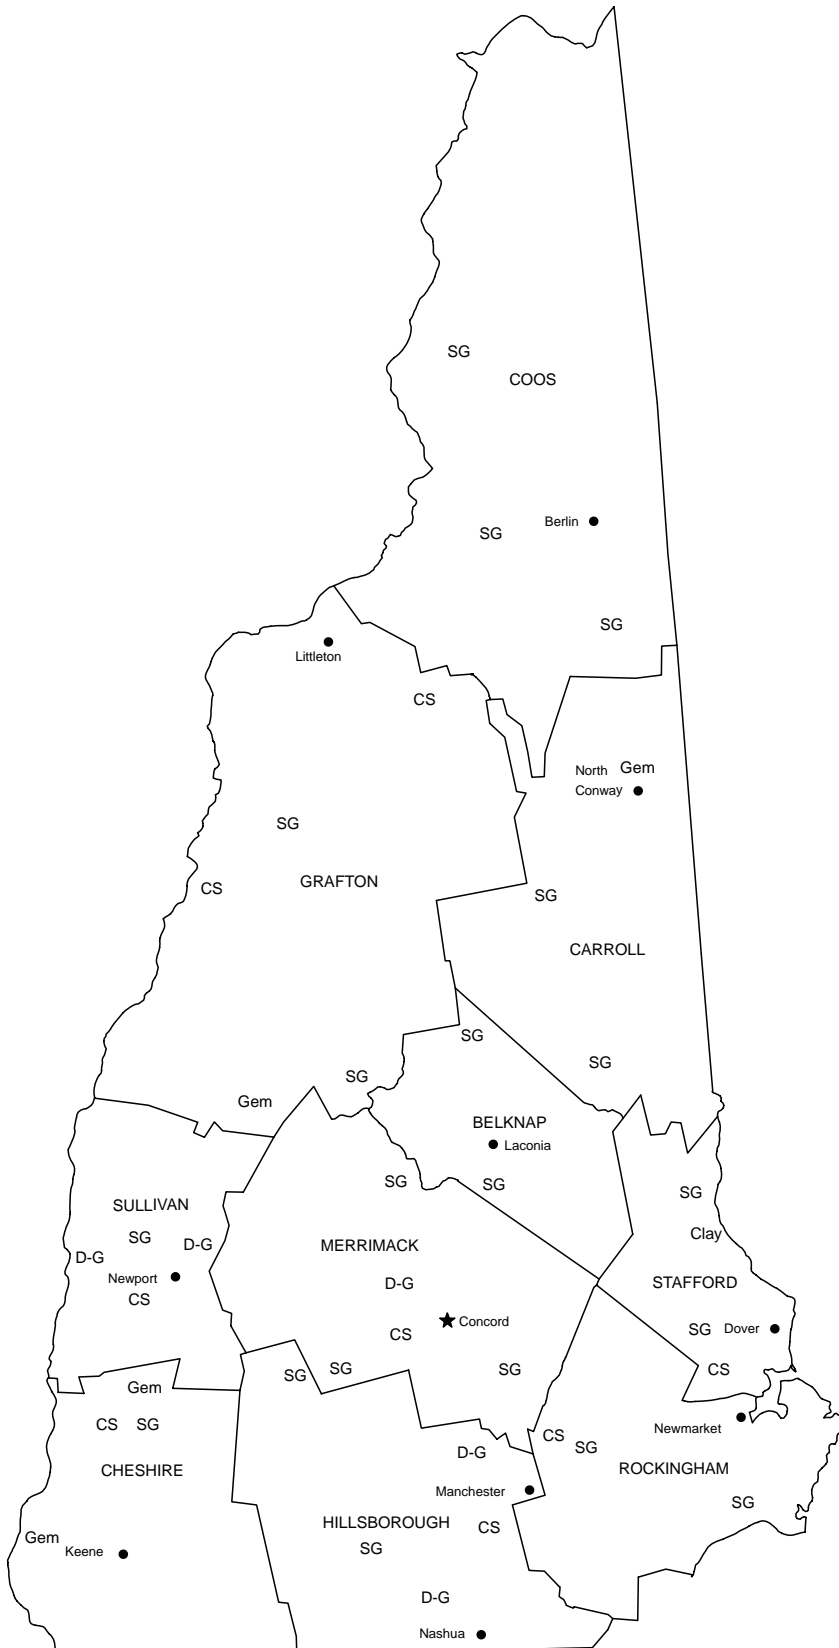 SG
COOS
Berlin
SG
SG
Littleton
CS
North
Gem
Conway
SG
GRAFTON
CS
SG
CARROLL
SG
SG
SG
Gem
BELKNAP
Laconia
SG
SG
SG
SULLIVAN
Clay
SG
D-G
MERRIMACK
D-G
Newport
D-G
STAFFORD
CS
Concord
SG
Dover
CS
SG
SG
SG
CS
Gem
CS
SG
Newmarket
CS
SG
D-G
CHESHIRE
ROCKINGHAM
Manchester
SG
HILLSBOROUGH
CS
Gem
Keene
SG
D-G
Nashua